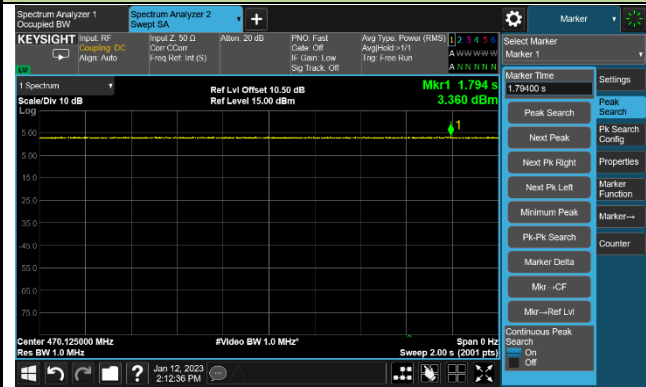 Spectrum Analyzer 1
Occupied BW
Spectrum Analyzer 2
Swept SA
Marker
KEYSIGHT
Input: RF
Coupling: DC
Align: Auto
Input Z: 50 Ω
Corr CCorr
Freq Ref: Int (S)
Atten: 20 dB
PNO: Fast
Gate: Off
IF Gain: Low
Sig Track: Off
Avg Type: Power (RMS)
Avg|Hold:>1/1
Trig: Free Run
1 2 3 4 5 6
A W W W W W
A N N N N N
Select Marker
Marker 1
1 Spectrum
Scale/Div 10 dB
Log
Ref Lvl Offset 10.50 dB
Ref Level 15.00 dBm
Mkr1 1.794 s
3.360 dBm
1
5.00
-5.00
-15.0
-25.0
-35.0
-45.0
-55.0
-65.0
-75.0
Center 470.125000 MHz
Res BW 1.0 MHz
#Video BW 1.0 MHz*
Span 0 Hz
Sweep 2.00 s (2001 pts)
Marker Time
1.79400 s
Peak Search
Next Peak
Next Pk Right
Next Pk Left
Minimum Peak
Pk-Pk Search
Marker Delta
Mkr→CF
Mkr→Ref Lvl
Continuous Peak
Search
On
Off
Settings
Peak
Search
Pk Search
Config
Properties
Marker
Function
Marker→
Counter
Jan 12, 2023
2:12:36 PM